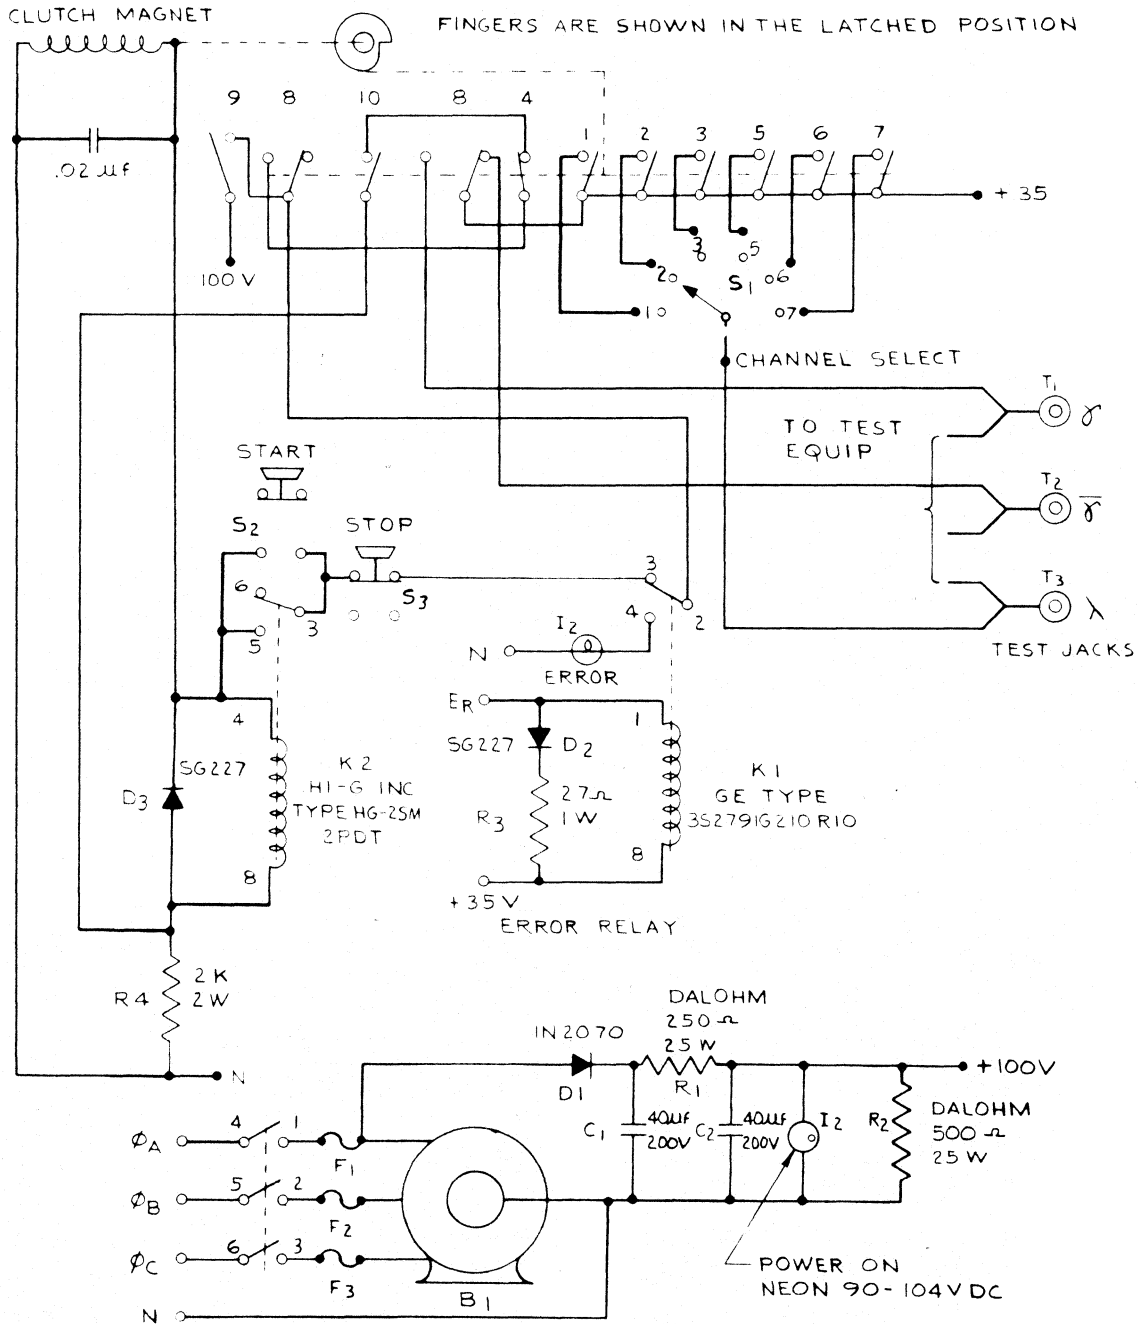 CLUTCH MAGNET
FINGERS ARE SHOWN IN THE LATCHED POSITION
9 8 10 8 4
1 2 3 5 6 7
.02 µf
+ 35
100 V
3 5
2 S1 6
1 7
CHANNEL SELECT
T1 γ
TO TEST
EQUIP
START
T2 γ̅
S2 STOP
6 3
S3
3 4 2
5
I2
T3 λ
N
ERROR
TEST JACKS
4
ER 1
SG227 D2
SG227
K2
HI-G INC
TYPE HG-2SM
2PDT
D3
K1
GE TYPE
3S2791G210R10
27Ω
1W
R3
8
8
+35V
ERROR RELAY
R4 2K
2W
N
DALOHM
250 Ω
25 W
R1
IN2070
D1
+100V
C1 40µf
200V
C2 40µf
200V
I2
R2
DALOHM
500 Ω
25 W
ØA 4 1 F1
ØB 5 2 F2
ØC 6 3 F3
B1
N
POWER ON
NEON 90-104V DC